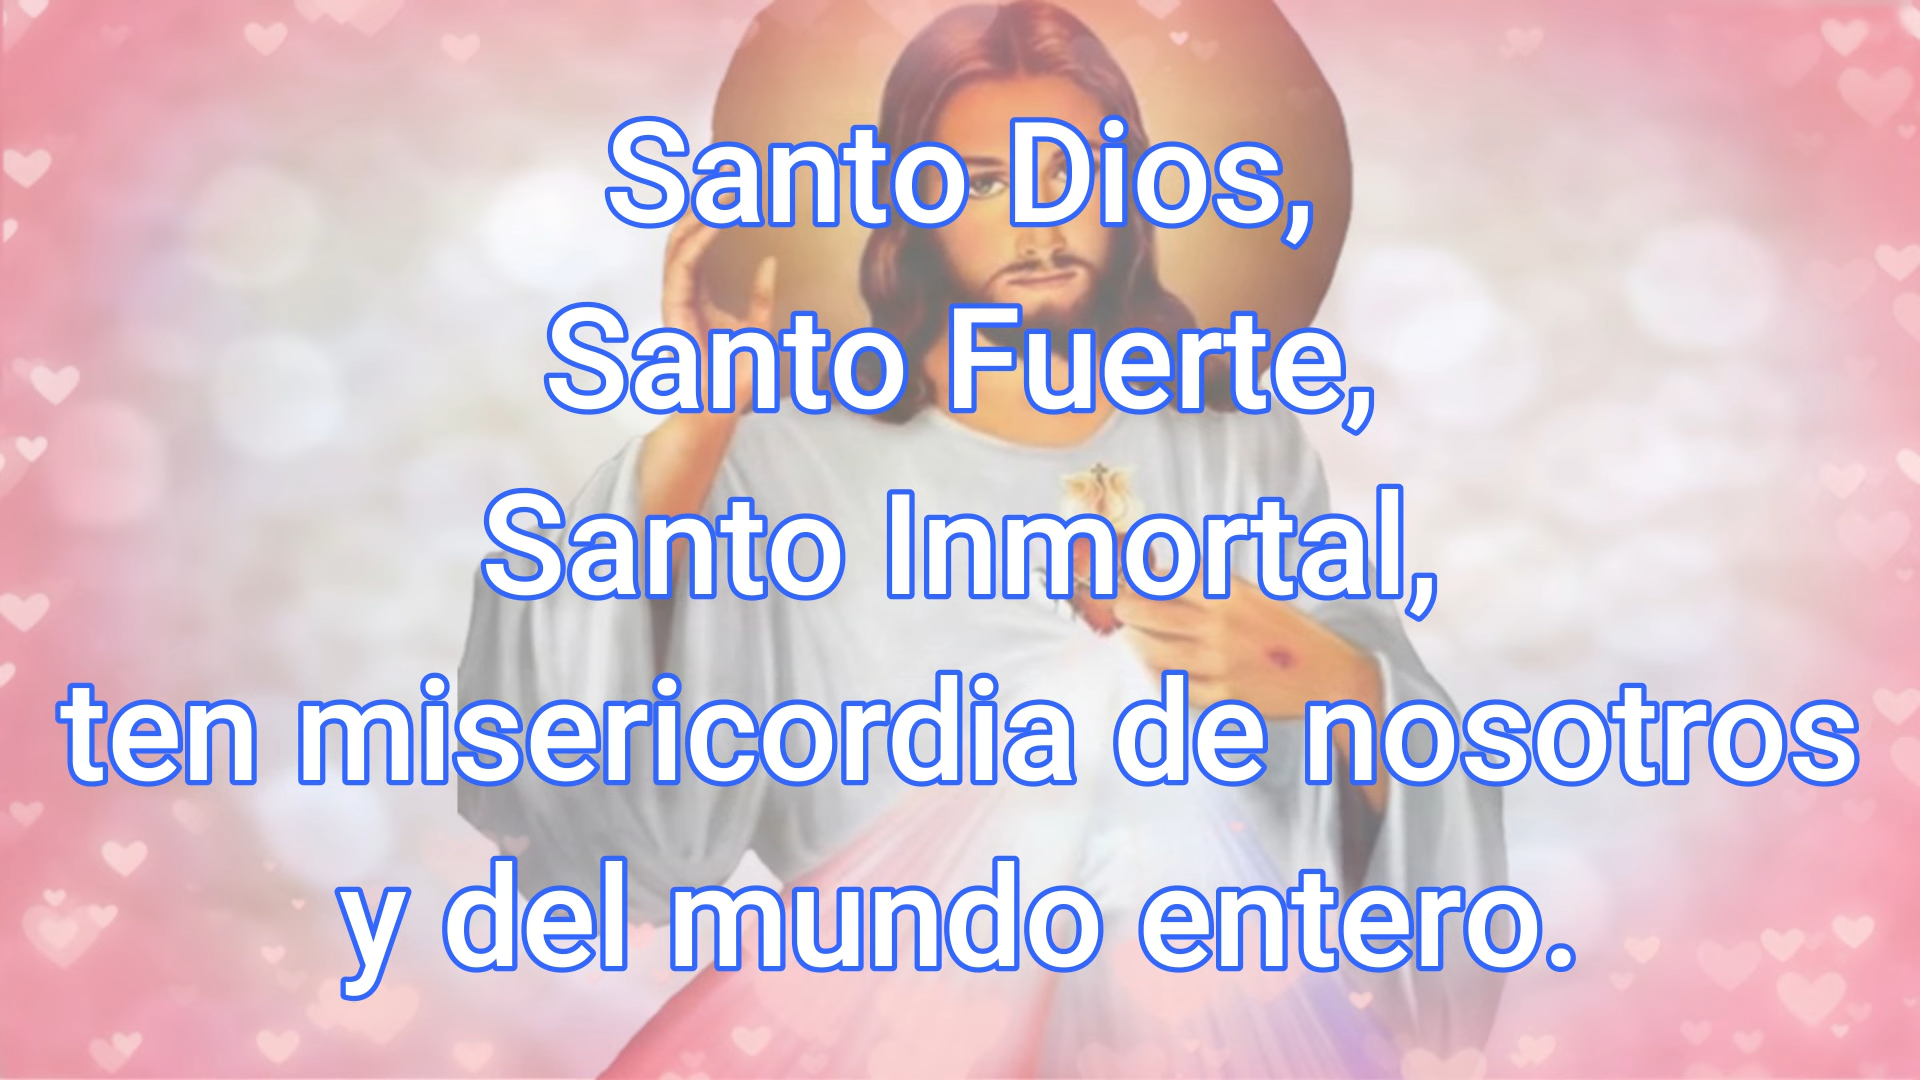 Santo Dios,
Santo Fuerte,
Santo Inmortal,
ten misericordia de nosotros
y del mundo entero.